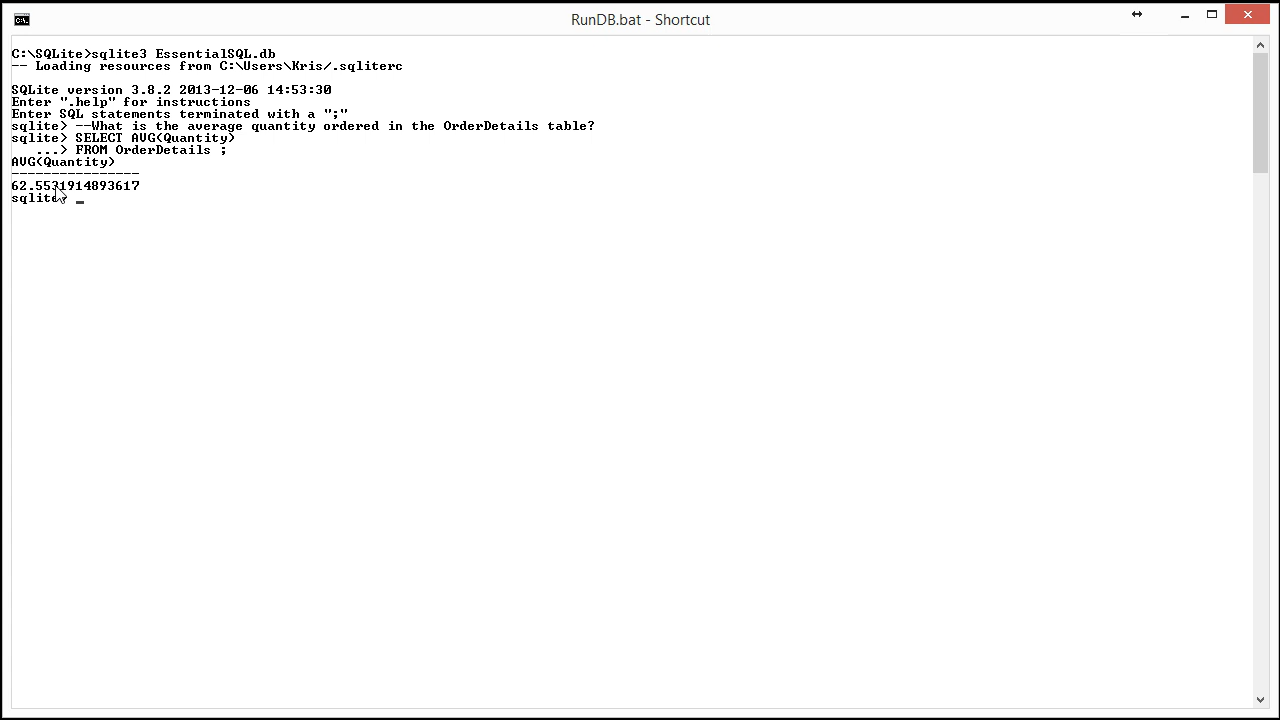 RunDB.bat - Shortcut
C:\SQLite>sqlite3 EssentialSQL.db
-- Loading resources from C:\Users\Kris/.sqliterc
SQLite version 3.8.2 2013-12-06 14:53:30
Enter ".help" for instructions
Enter SQL statements terminated with a ";"
sqlite> --What is the average quantity ordered in the OrderDetails table?
sqlite> SELECT AVG(Quantity)
...> FROM OrderDetails ;
AVG(Quantity)
----------------
62.5531914893617
sqlite> _